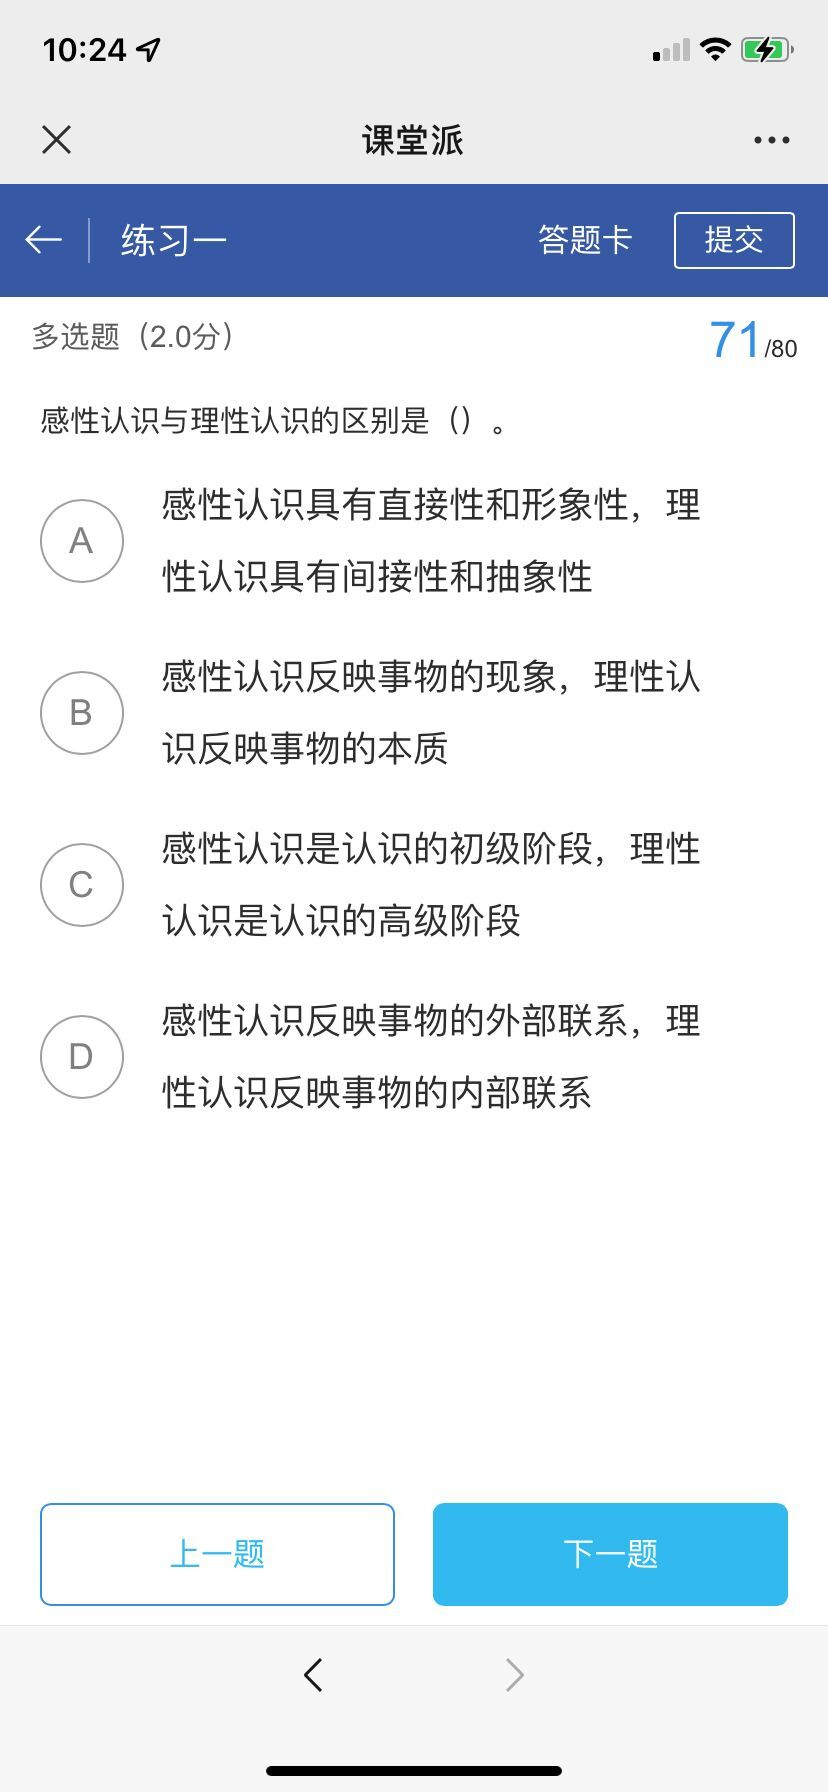 10:24
课堂派
练习一
答题卡
提交
多选题（2.0分）
71/80
感性认识与理性认识的区别是（）。
A
感性认识具有直接性和形象性，理
性认识具有间接性和抽象性
B
感性认识反映事物的现象，理性认
识反映事物的本质
C
感性认识是认识的初级阶段，理性
认识是认识的高级阶段
D
感性认识反映事物的外部联系，理
性认识反映事物的内部联系
上一题
下一题